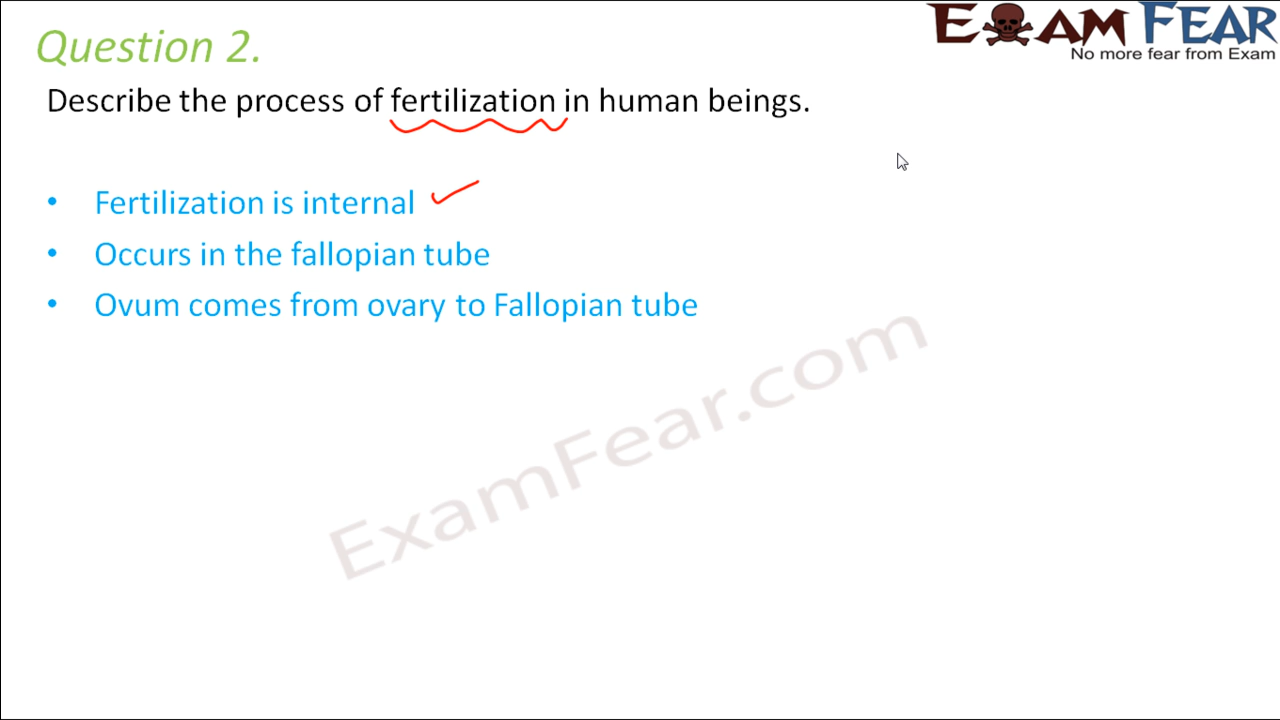 Question 2.
EXAM FEAR
No more fear from Exam
Describe the process of fertilization in human beings.
• Fertilization is internal
• Occurs in the fallopian tube
• Ovum comes from ovary to Fallopian tube
ExamFear.com